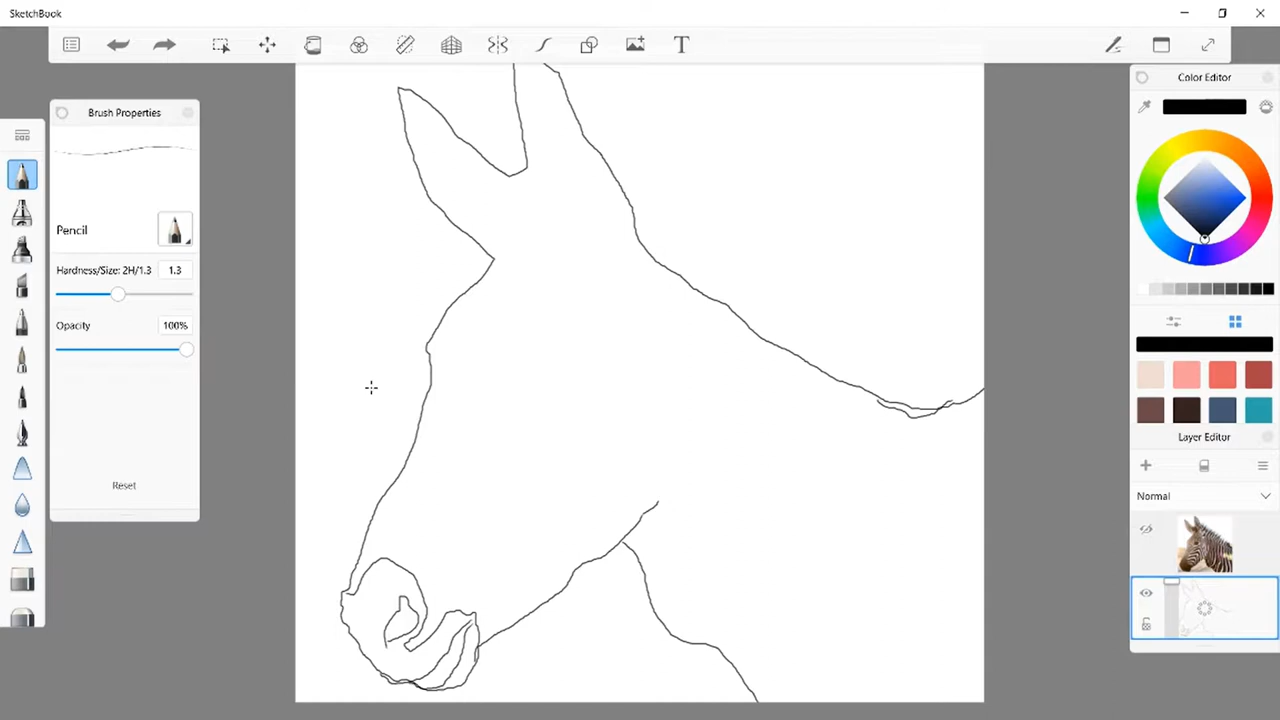 SketchBook
T
Brush Properties
Pencil
Hardness/Size: 2H/1.3 1.3
Opacity 100%
Reset
Color Editor
Layer Editor
Normal